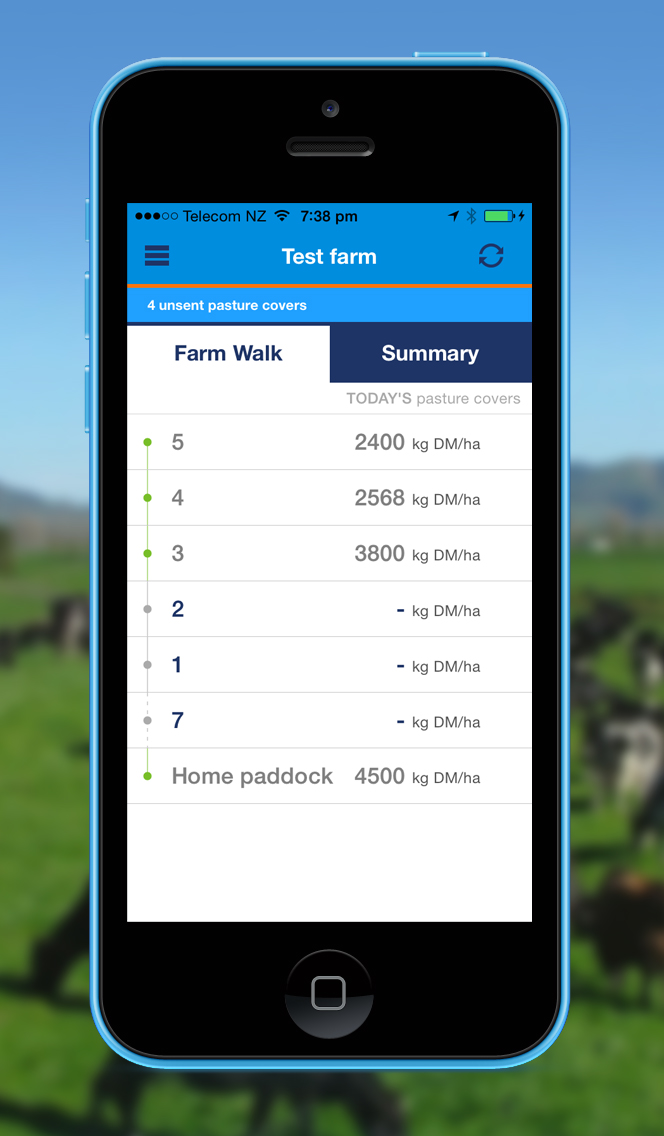 Telecom NZ 7:38 pm
Test farm
4 unsent pasture covers
Farm Walk Summary
TODAY'S pasture covers
5 2400 kg DM/ha
4 2568 kg DM/ha
3 3800 kg DM/ha
2 - kg DM/ha
1 - kg DM/ha
7 - kg DM/ha
Home paddock 4500 kg DM/ha